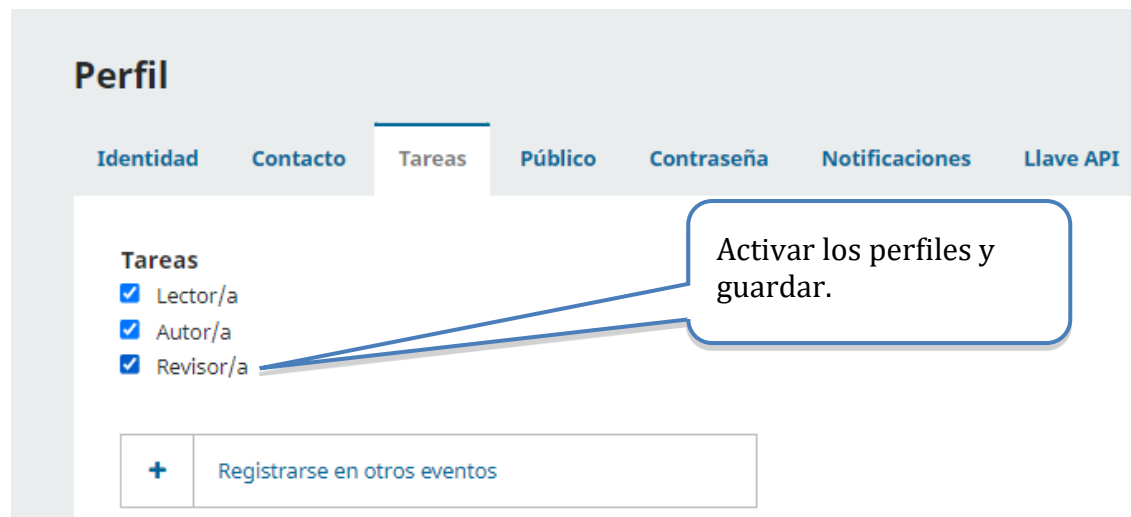 Perfil
Identidad Contacto Tareas Público Contraseña Notificaciones Llave API
Tareas
Lector/a
Autor/a
Revisor/a
Activar los perfiles y
guardar.
+ Registrarse en otros eventos